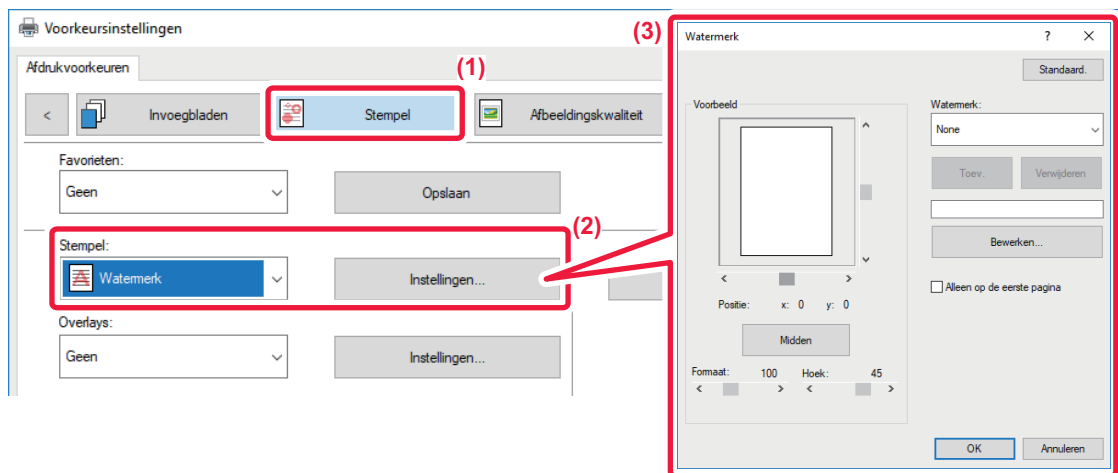 Voorkeursinstellingen
Afdrukvoorkeuren
(1)
< Invoegbladen Stempel Afbeeldingskwaliteit
Favorieten:
Geen Opslaan
(2)
Stempel:
Watermerk Instellingen...
Overlays:
Geen Instellingen...
(3)
Watermerk ? X
Standaard.
Voorbeeld
Watermerk:
None
Toev. Verwijderen
Bewerken...
Alleen op de eerste pagina
Positie: x: 0 y: 0
Midden
Formaat: 100 Hoek: 45
< > < >
OK Annuleren